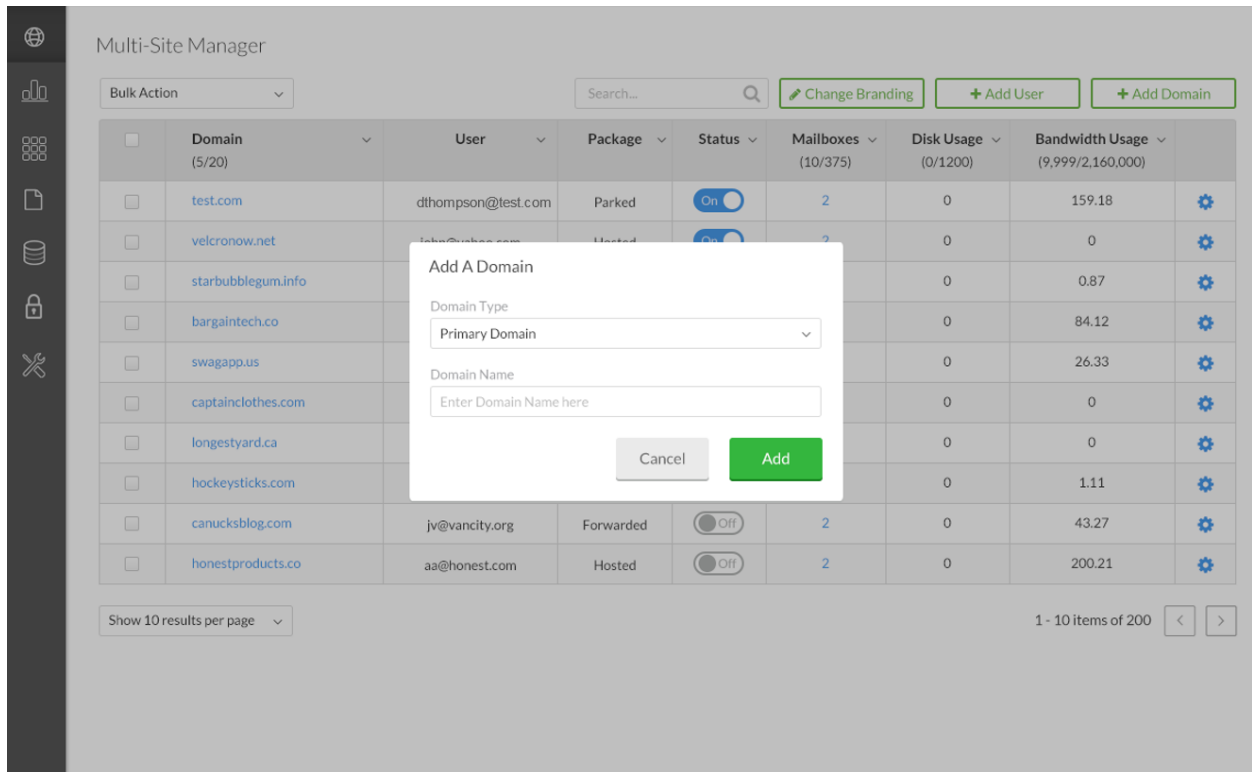 Multi-Site Manager
Bulk Action
Search...
Change Branding
+ Add User
+ Add Domain
Domain User Package Status Mailboxes Disk Usage Bandwidth Usage
(5/20) (10/375) (0/1200) (9,999/2,160,000)
test.com dthompson@test.com Parked On 2 0 159.18
velcronow.net john@yahoo.com Hosted On 2 0 0
starbubblegum.info 0 0.87
bargaintech.co 0 84.12
swagapp.us 0 26.33
captainclothes.com 0 0
longestyard.ca 0 0
hockeysticks.com 0 1.11
canucksblog.com jv@vancity.org Forwarded Off 2 0 43.27
honestproducts.co aa@honest.com Hosted Off 2 0 200.21
Add A Domain
Domain Type
Primary Domain
Domain Name
Enter Domain Name here
Cancel Add
Show 10 results per page
1 - 10 items of 200 < >